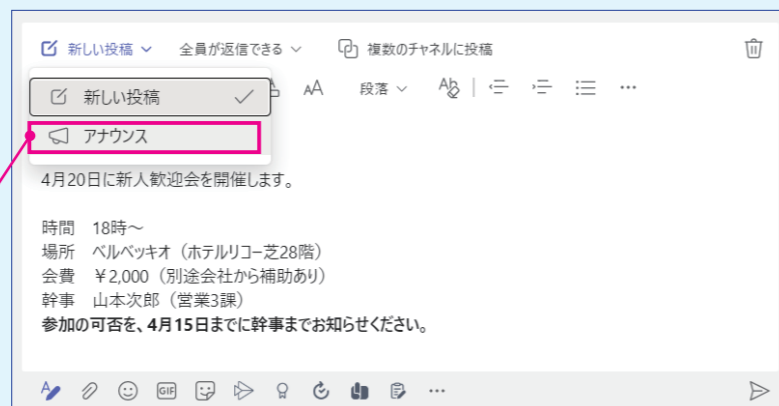 新しい投稿 全員が返信できる 複数のチャネルに投稿
新しい投稿
AA 段落 Ab
アナウンス
4月20日に新人歓迎会を開催します。
時間 18時～
場所 ベルベッキオ（ホテルリコー芝28階）
会費 ￥2,000（別途会社から補助あり）
幹事 山本次郎（営業3課）
参加の可否を、4月15日までに幹事までお知らせください。
GIF